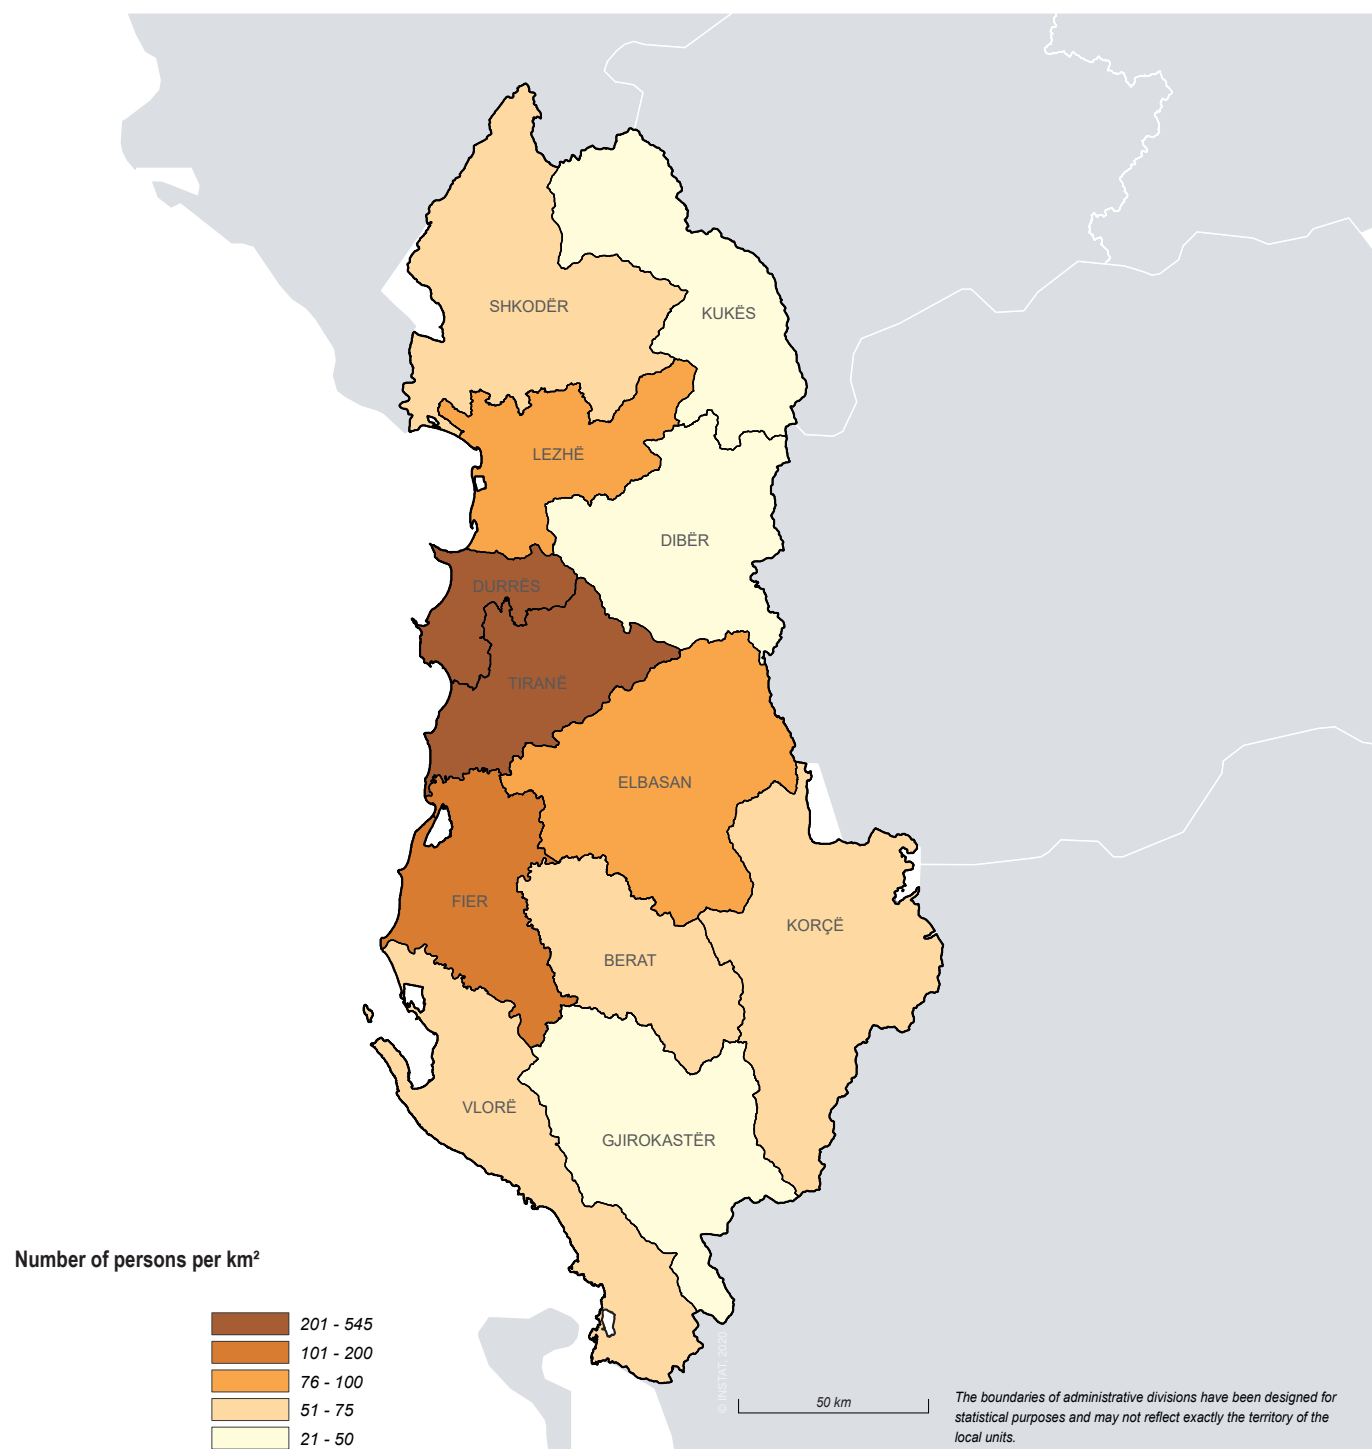 SHKODËR
KUKËS
LEZHË
DIBËR
DURRËS
TIRANË
ELBASAN
FIER
KORÇË
BERAT
VLORË
GJIROKASTËR
Number of persons per km²
201 - 545
101 - 200
76 - 100
51 - 75
21 - 50
© INSTAT, 2020
50 km
The boundaries of administrative divisions have been designed for
statistical purposes and may not reflect exactly the territory of the
local units.